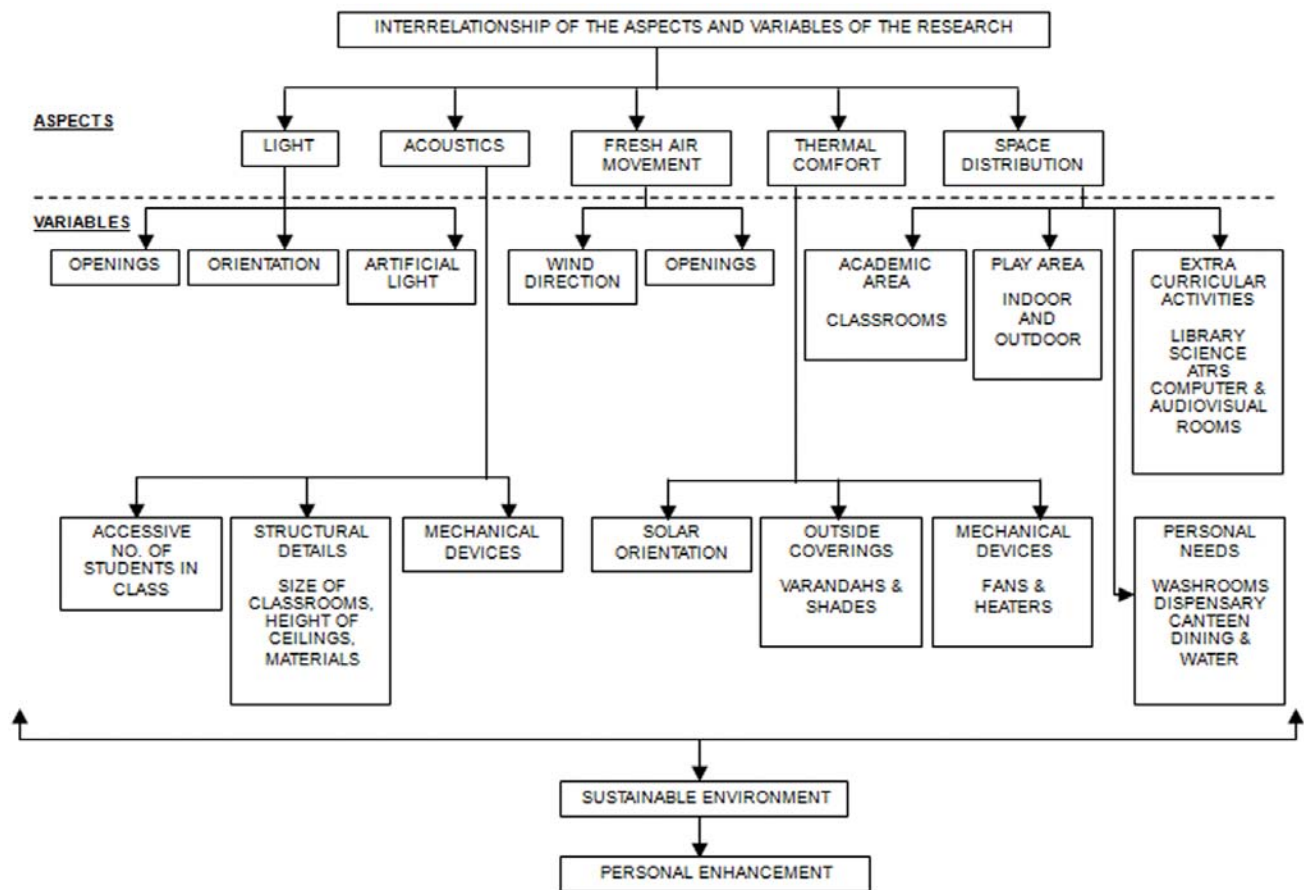 INTERRELATIONSHIP OF THE ASPECTS AND VARIABLES OF THE RESEARCH
ASPECTS
LIGHT
ACOUSTICS
FRESH AIR
MOVEMENT
THERMAL
COMFORT
SPACE
DISTRIBUTION
VARIABLES
OPENINGS
ORIENTATION
ARTIFICIAL
LIGHT
WIND
DIRECTION
OPENINGS
ACADEMIC
AREA
CLASSROOMS
PLAY AREA
INDOOR
AND
OUTDOOR
EXTRA
CURRICULAR
ACTIVITIES
LIBRARY
SCIENCE
ATRS
COMPUTER &
AUDIOVISUAL
ROOMS
ACCESSIVE
NO. OF
STUDENTS IN
CLASS
STRUCTURAL
DETAILS
SIZE OF
CLASSROOMS,
HEIGHT OF
CEILINGS,
MATERIALS
MECHANICAL
DEVICES
SOLAR
ORIENTATION
OUTSIDE
COVERINGS
VARANDAHS &
SHADES
MECHANICAL
DEVICES
FANS &
HEATERS
PERSONAL
NEEDS
WASHROOMS
DISPENSARY
CANTEEN
DINING &
WATER
SUSTAINABLE ENVIRONMENT
PERSONAL ENHANCEMENT